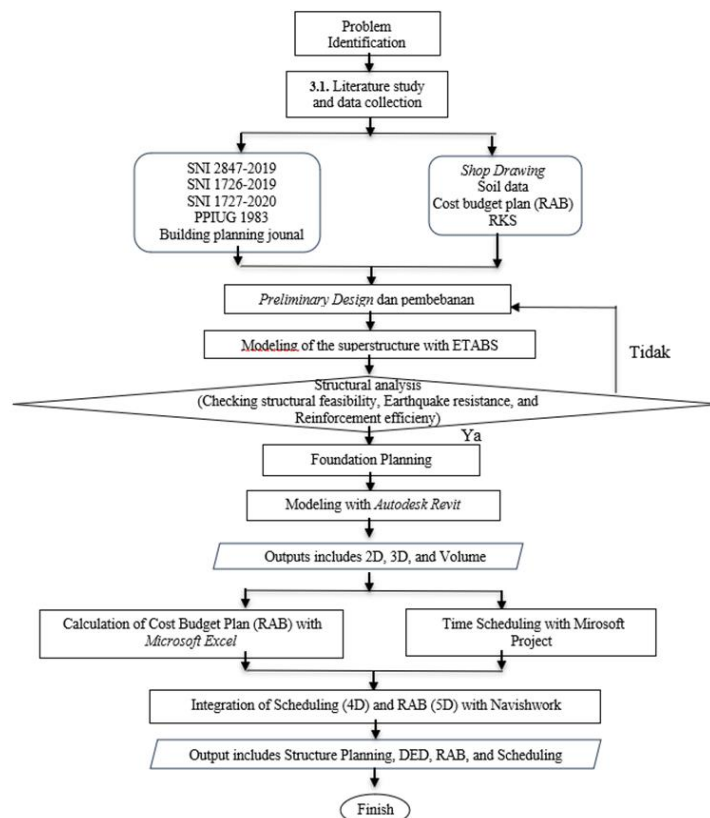 Problem
Identification
3.1. Literature study
and data collection
SNI 2847-2019
SNI 1726-2019
SNI 1727-2020
PPIUG 1983
Building planning jounal
Shop Drawing
Soil data
Cost budget plan (RAB)
RKS
Preliminary Design dan pembebanan
Modeling of the superstructure with ETABS
Tidak
Structural analysis
(Checking structural feasibility, Earthquake resistance, and
Reinforcement efficieny)
Ya
Foundation Planning
Modeling with Autodesk Revit
Outputs includes 2D, 3D, and Volume
Calculation of Cost Budget Plan (RAB) with
Microsoft Excel
Time Scheduling with Mirosoft
Project
Integration of Scheduling (4D) and RAB (5D) with Navishwork
Output includes Structure Planning, DED, RAB, and Scheduling
Finish